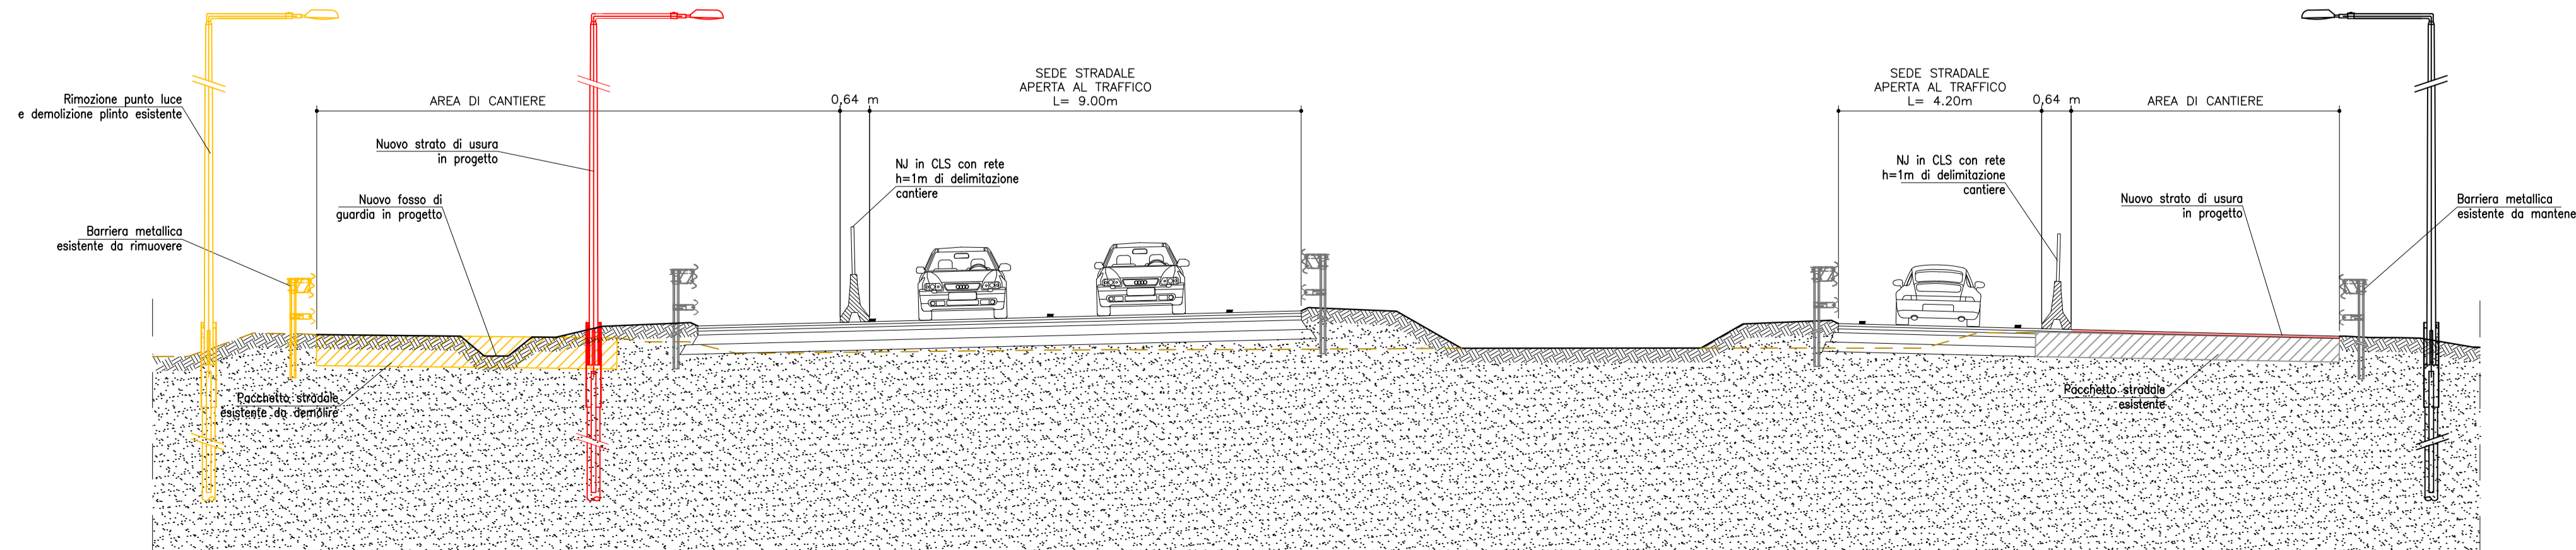 SEDE STRADALE
APERTA AL TRAFFICO
L= 9.00m
SEDE STRADALE
APERTA AL TRAFFICO
L= 4.20m
AREA DI CANTIERE
0,64 m
0,64 m
AREA DI CANTIERE
Rimozione punto luce
e demolizione plinto esistente
Nuovo strato di usura
in progetto
NJ in CLS con rete
h=1m di delimitazione
cantiere
NJ in CLS con rete
h=1m di delimitazione
cantiere
Nuovo fosso di
guardia in progetto
Nuovo strato di usura
in progetto
Barriera metallica
esistente da mantene
Barriera metallica
esistente da rimuovere
Pacchetto stradale
esistente da demolire
Pacchetto stradale
esistente